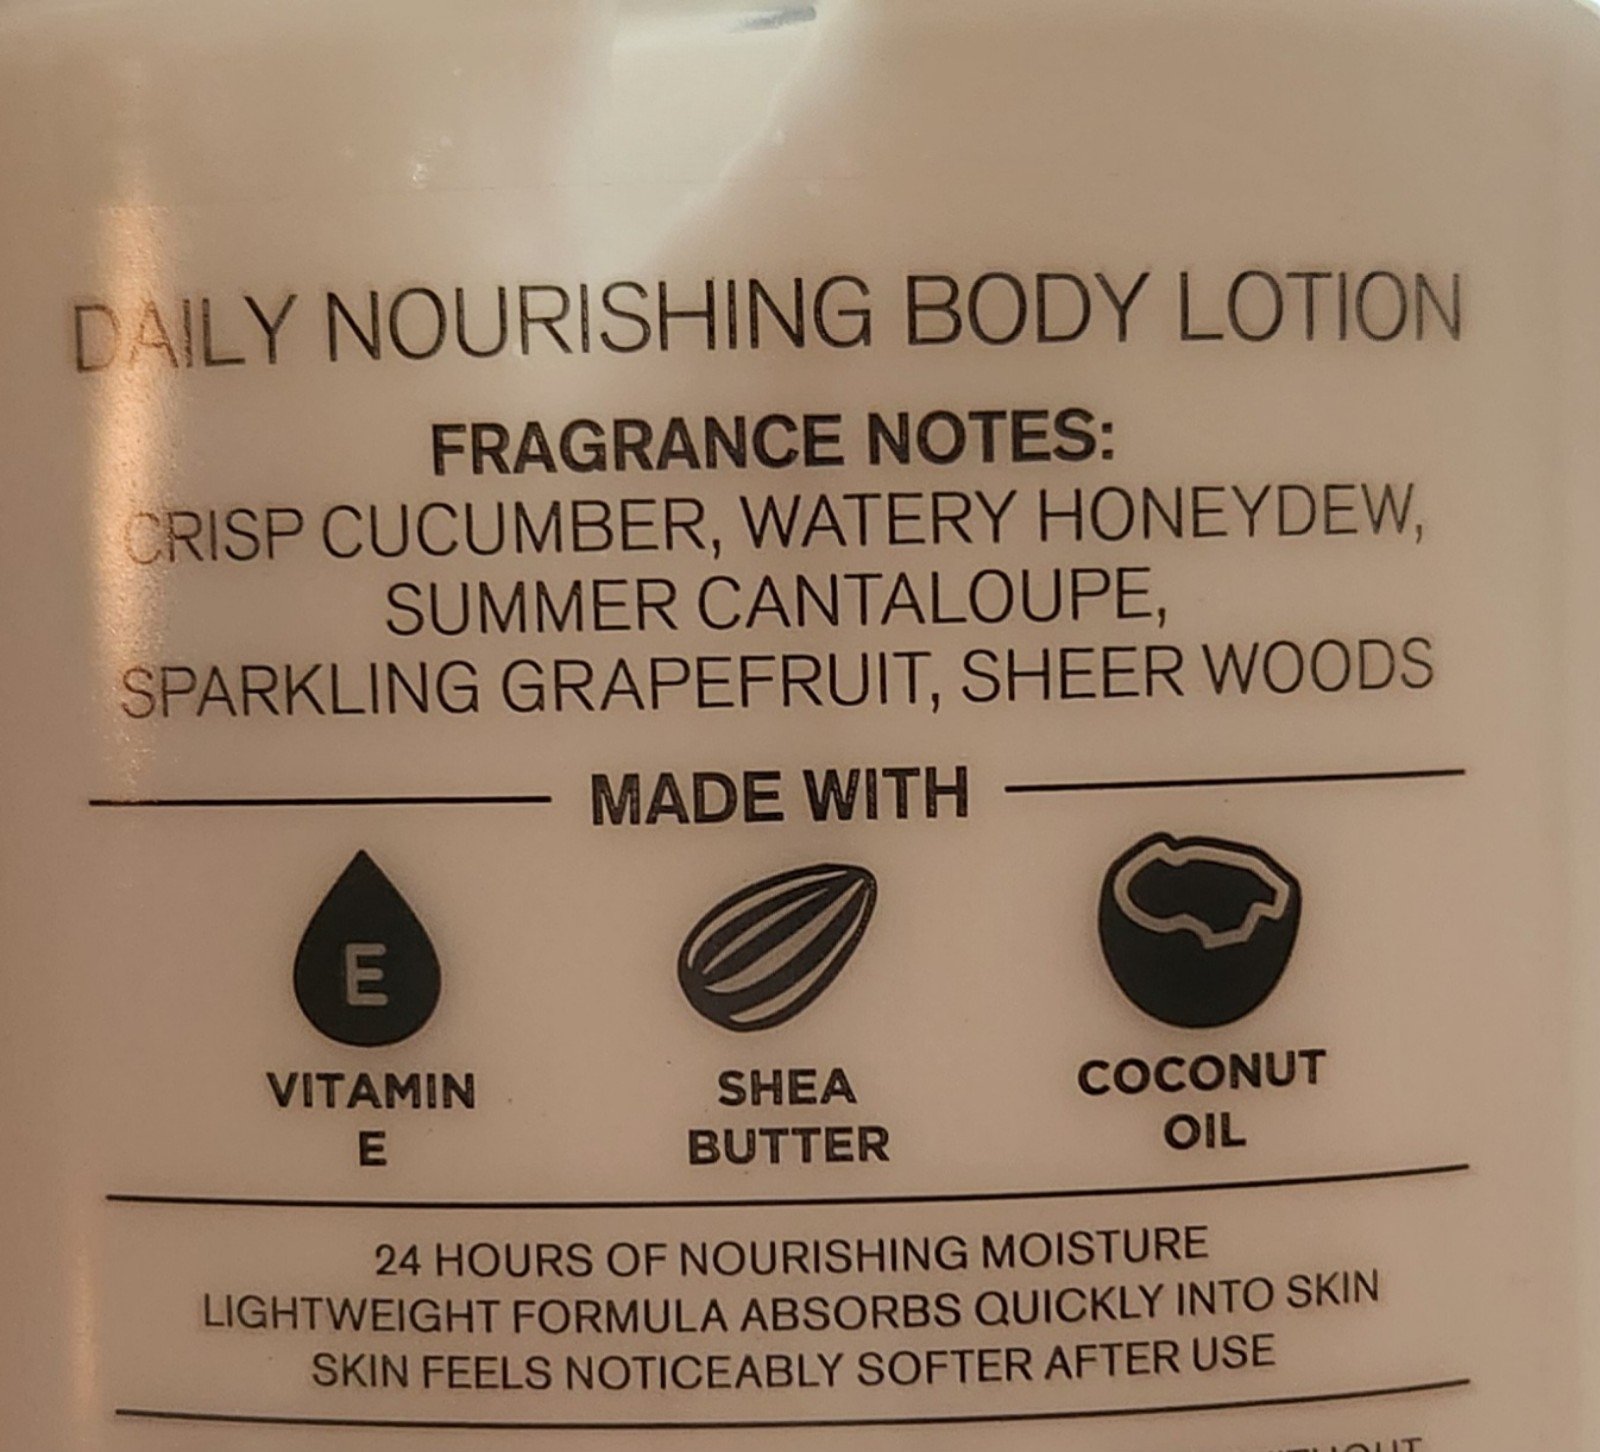 DAILY NOURISHING BODY LOTION
FRAGRANCE NOTES:
CRISP CUCUMBER, WATERY HONEYDEW,
SUMMER CANTALOUPE,
SPARKLING GRAPEFRUIT, SHEER WOODS
MADE WITH
E
VITAMIN
E
SHEA
BUTTER
COCONUT
OIL
24 HOURS OF NOURISHING MOISTURE
LIGHTWEIGHT FORMULA ABSORBS QUICKLY INTO SKIN
SKIN FEELS NOTICEABLY SOFTER AFTER USE